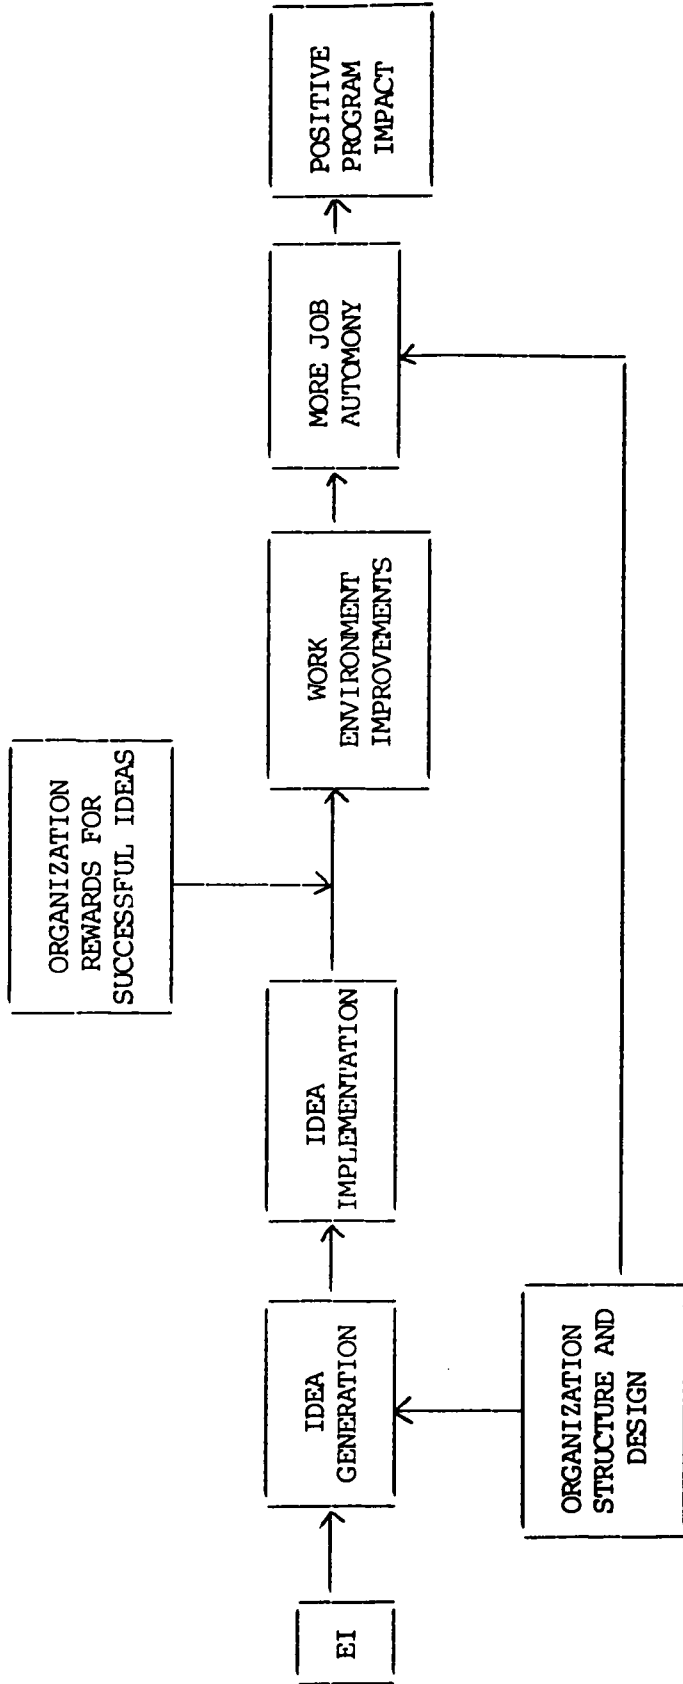 EI
IDEA
GENERATION
IDEA
IMPLEMENTATION
ORGANIZATION
REWARDS FOR
SUCCESSFUL IDEAS
WORK
ENVIRONMENT
IMPROVEMENTS
MORE JOB
AUTOMONY
POSITIVE
PROGRAM
IMPACT
ORGANIZATION
STRUCTURE AND
DESIGN